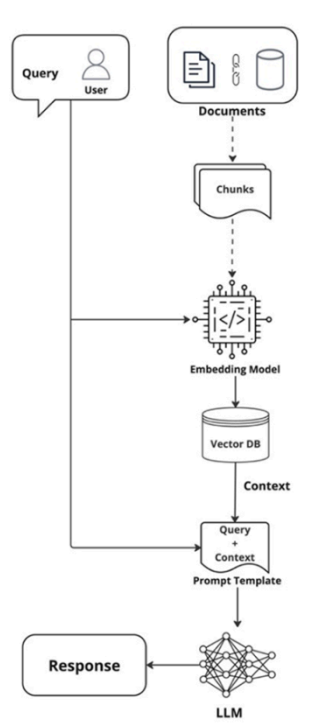 Query
User
Documents
Chunks
</>
Embedding Model
Vector DB
Context
Query
+
Context
Prompt Template
Response
LLM